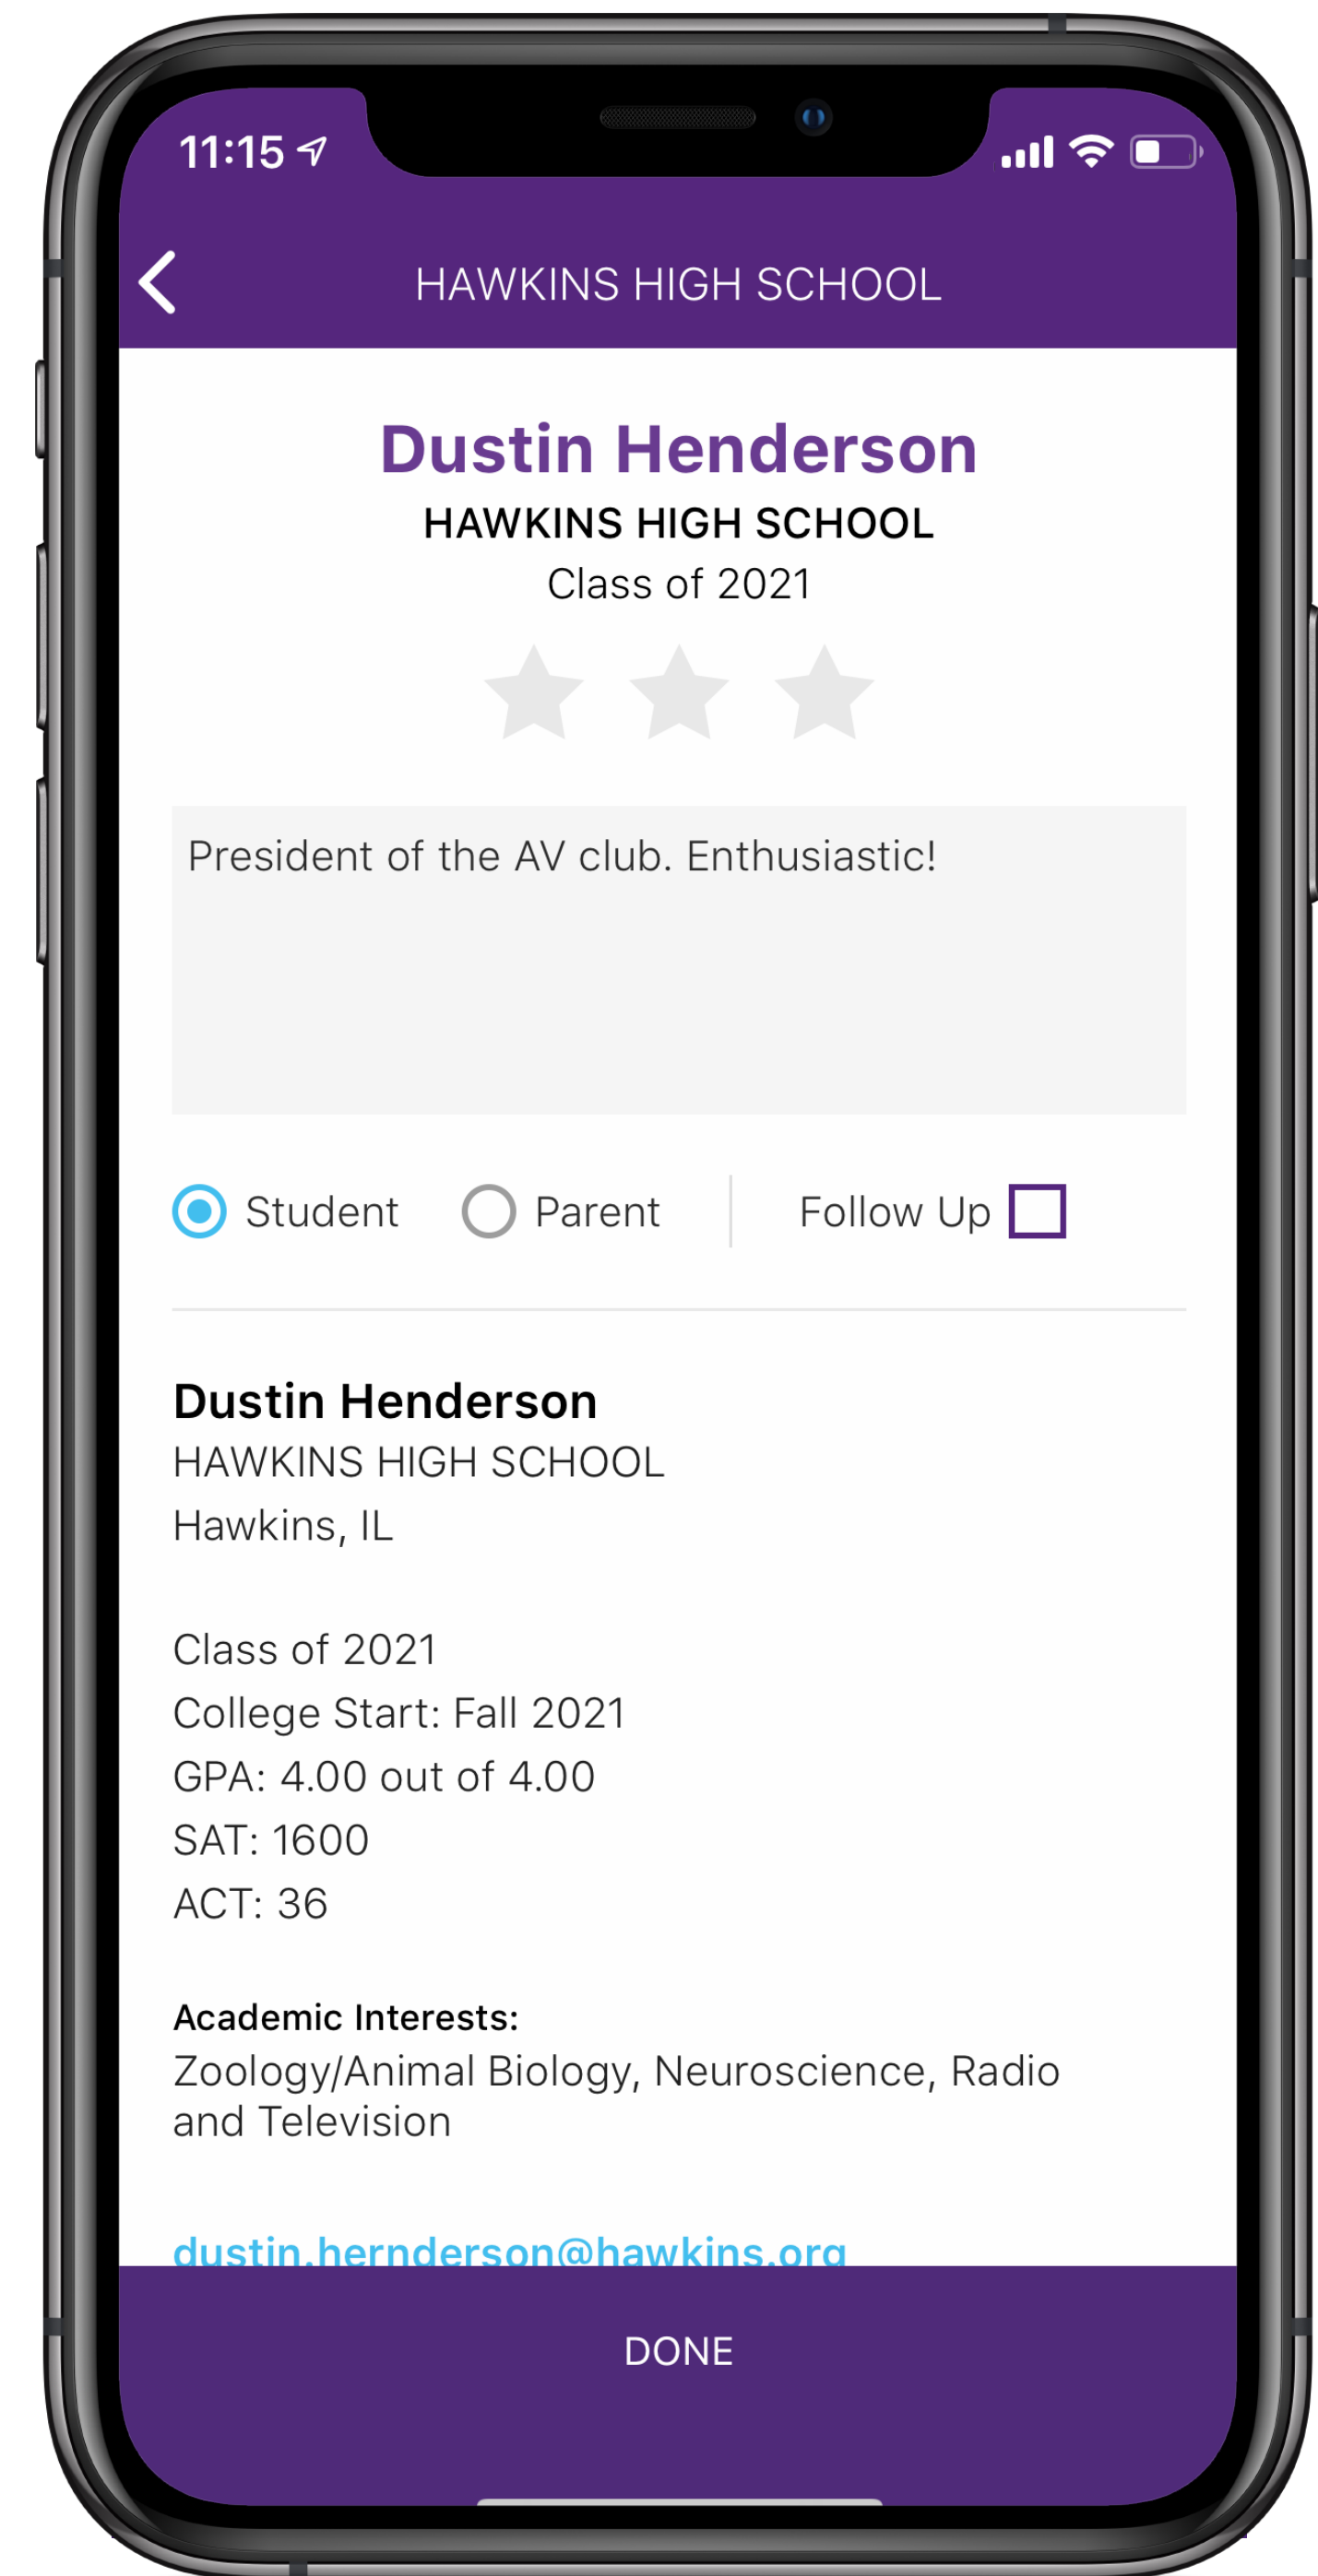 11:15
HAWKINS HIGH SCHOOL
Dustin Henderson
HAWKINS HIGH SCHOOL
Class of 2021
President of the AV club. Enthusiastic!
Student Parent Follow Up
Dustin Henderson
HAWKINS HIGH SCHOOL
Hawkins, IL
Class of 2021
College Start: Fall 2021
GPA: 4.00 out of 4.00
SAT: 1600
ACT: 36
Academic Interests:
Zoology/Animal Biology, Neuroscience, Radio
and Television
dustin.hernderson@hawkins.org
DONE